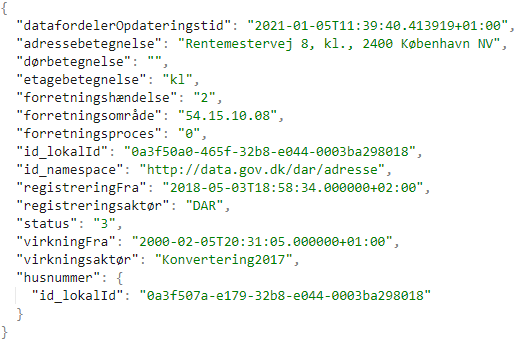 {
  "datafordelerOpdateringstid": "2021-01-05T11:39:40.413919+01:00",
  "adressebetegnelse": "Rentemestervej 8, kl., 2400 København NV",
  "dørbetegnelse": "",
  "etagebetegnelse": "kl",
  "forretningshændelse": "2",
  "forretningsområde": "54.15.10.08",
  "forretningsproces": "0",
  "id_lokalId": "0a3f50a0-465f-32b8-e044-0003ba298018",
  "id_namespace": "http://data.gov.dk/dar/adresse",
  "registreringFra": "2018-05-03T18:58:34.000000+02:00",
  "registreringsaktør": "DAR",
  "status": "3",
  "virkningFra": "2000-02-05T20:31:05.000000+01:00",
  "virkningsaktør": "Konvertering2017",
  "husnummer": {
    "id_lokalId": "0a3f507a-e179-32b8-e044-0003ba298018"
  }
}